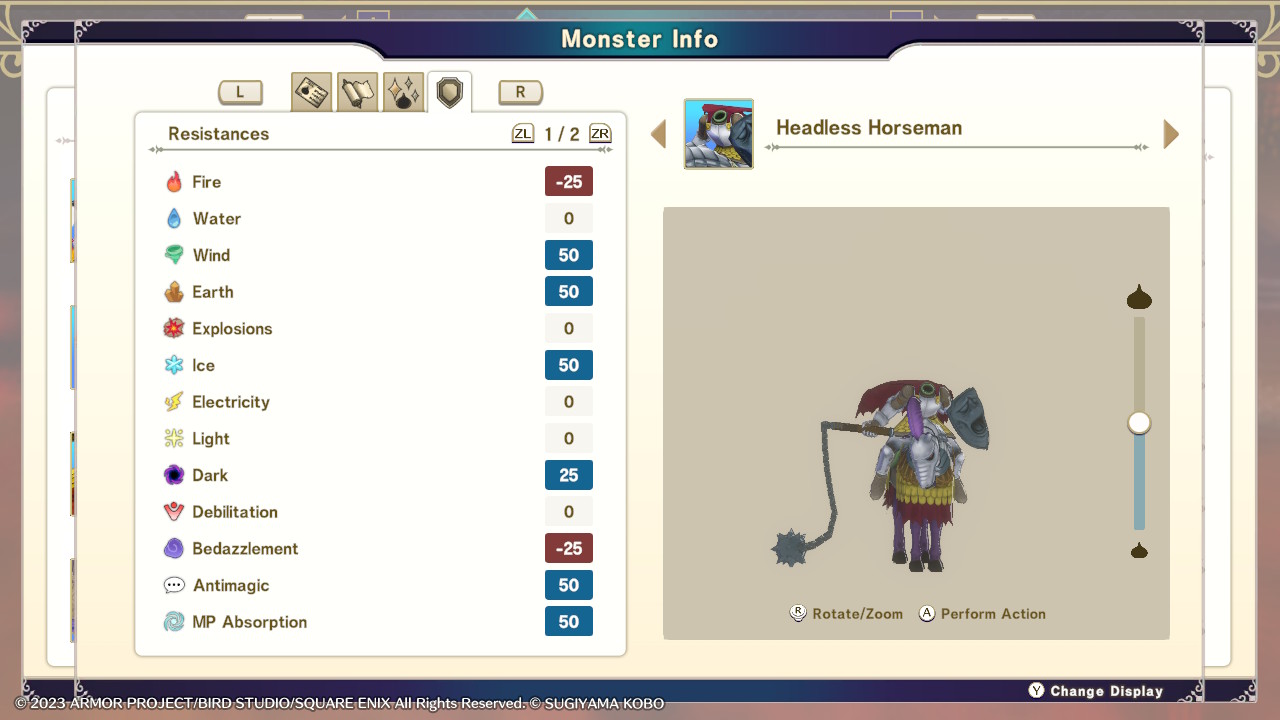 Monster Info
L R
Resistances ZL 1 / 2 ZR
Headless Horseman
Fire -25
Water 0
Wind 50
Earth 50
Explosions 0
Ice 50
Electricity 0
Light 0
Dark 25
Debilitation 0
Bedazzlement -25
Antimagic 50
MP Absorption 50
R Rotate/Zoom A Perform Action
Y Change Display
© 2023 ARMOR PROJECT/BIRD STUDIO/SQUARE ENIX All Rights Reserved. © SUGIYAMA KOBO